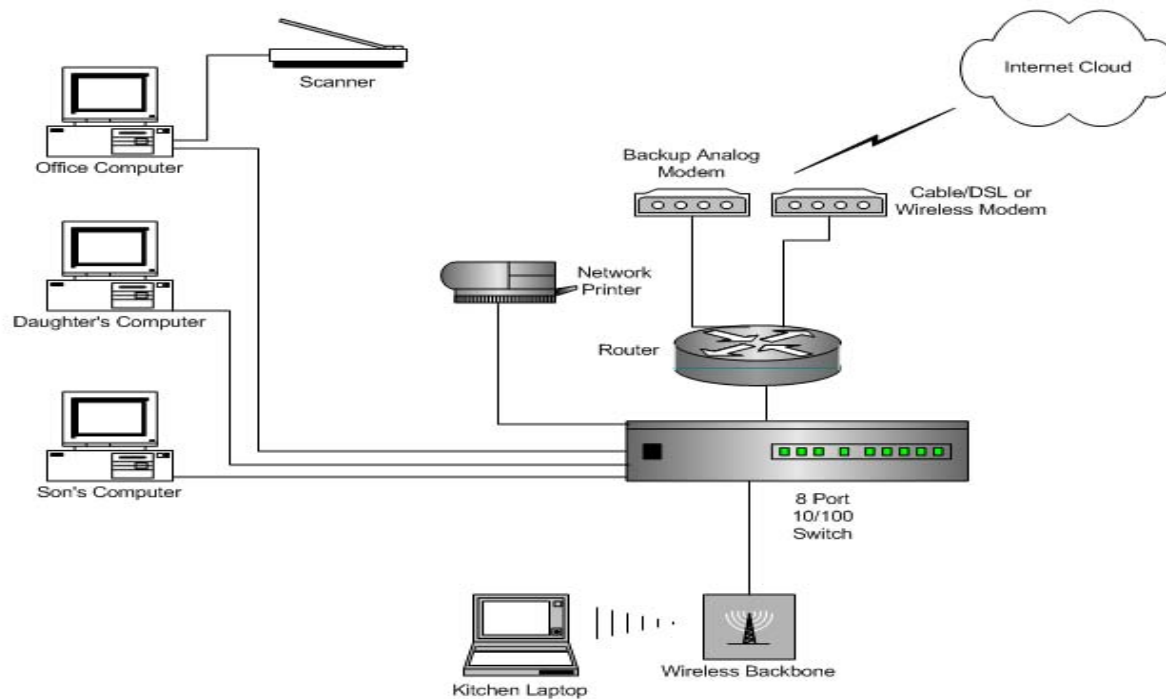 Scanner
Internet Cloud
Office Computer
Backup Analog
Modem
Cable/DSL or
Wireless Modem
Network
Printer
Daughter's Computer
Router
Son's Computer
8 Port
10/100
Switch
Wireless Backbone
Kitchen Laptop